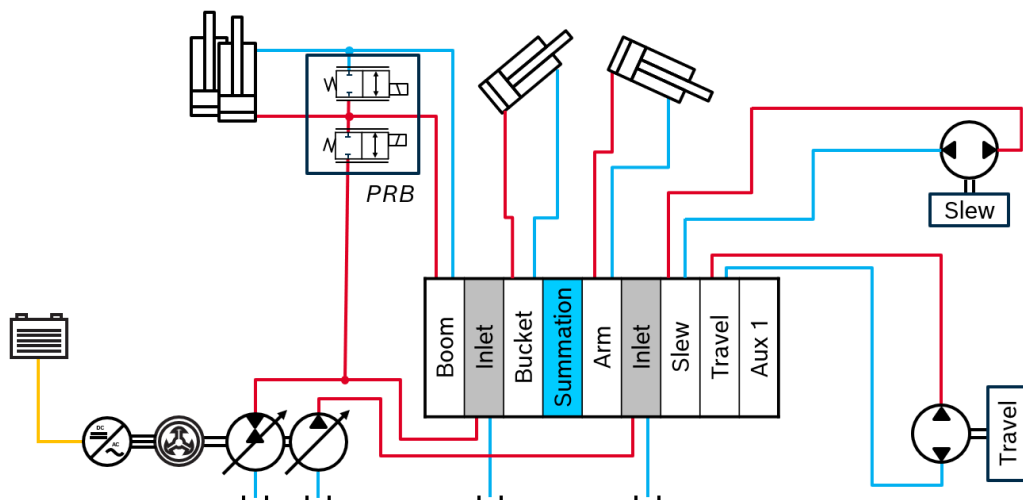 PRB
Slew
Boom
Inlet
Bucket
Summation
Arm
Inlet
Slew
Travel
Aux 1
DC
AC
Travel